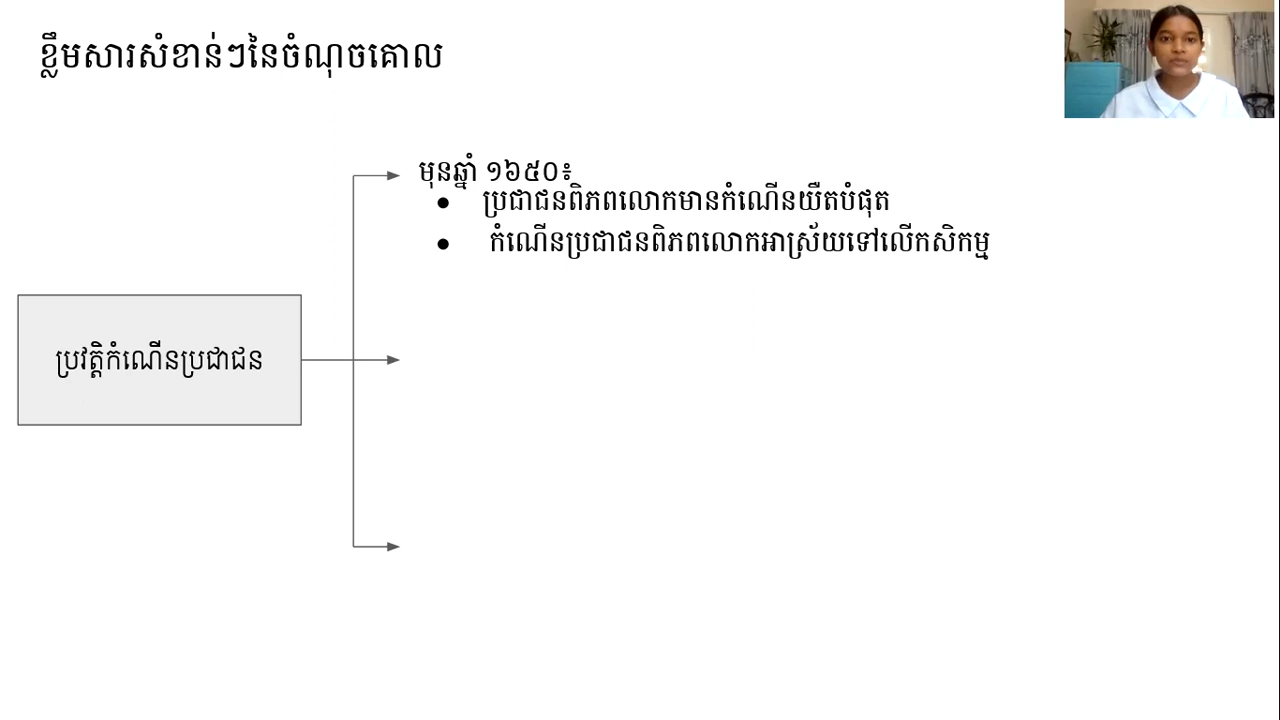 ខ្លឹមសារសំខាន់ៗនៃចំណុចគោល
មុនឆ្នាំ ១៦៥០៖
● ប្រជាជនពិភពលោកមានកំណើនយឺតបំផុត
● កំណើនប្រជាជនពិភពលោកអាស្រ័យទៅលើកសិកម្ម
ប្រវត្តិកំណើនប្រជាជន